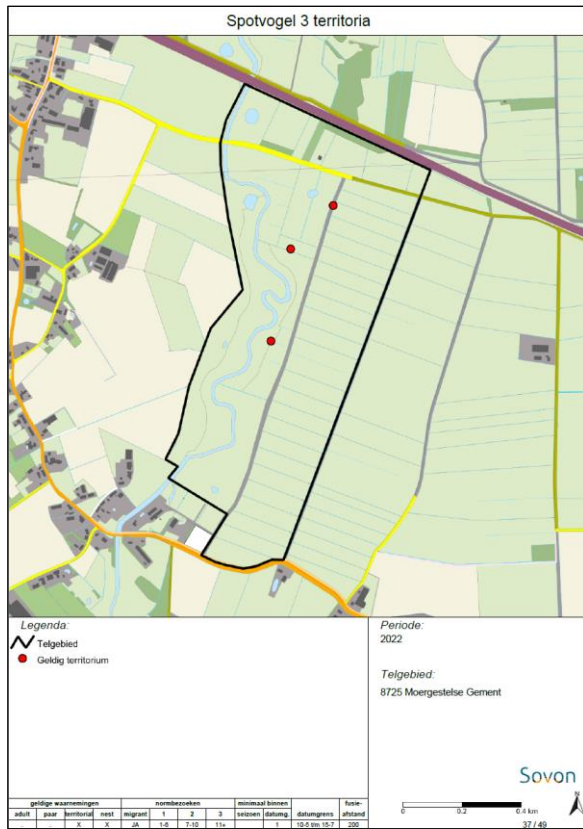 Spotvogel 3 territoria
Legenda:
Telgebied
Geldig territorium
Periode:
2022
Telgebied:
8725 Moergestelse Gement
Sovon
0 0.2 0.4 km
N
37 / 49
geldige waarnemingen normbezoeken minimaal binnen fusie-
adult paar territorial nest migrant 1 2 3 seizoen datumg. datumgrens afstand
. . X X JA 1-6 7-10 11+ . 1 10-5 t/m 15-7 200